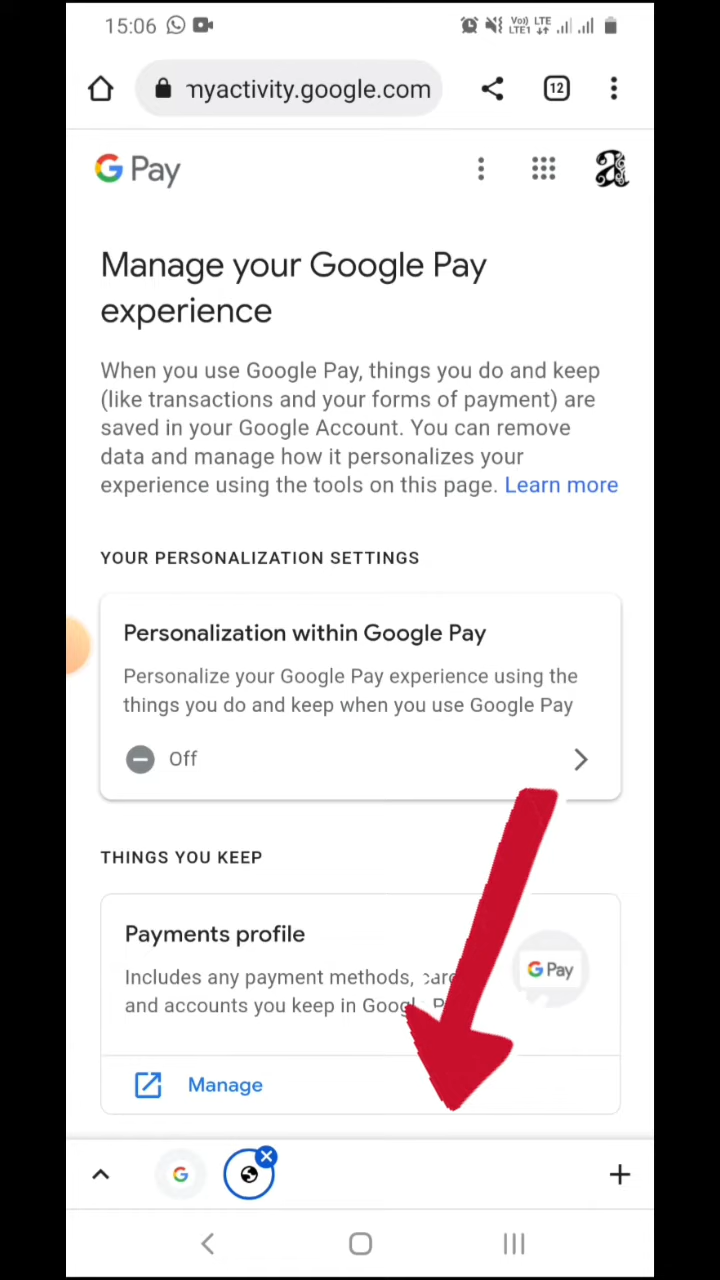 15:06
Vo)) LTE
LTE1
myactivity.google.com
12
G Pay
a
Manage your Google Pay
experience
When you use Google Pay, things you do and keep
(like transactions and your forms of payment) are
saved in your Google Account. You can remove
data and manage how it personalizes your
experience using the tools on this page. Learn more
YOUR PERSONALIZATION SETTINGS
Personalization within Google Pay
Personalize your Google Pay experience using the
things you do and keep when you use Google Pay
Off
THINGS YOU KEEP
Payments profile
Includes any payment methods,
and accounts you keep in
G Pay
Manage
G